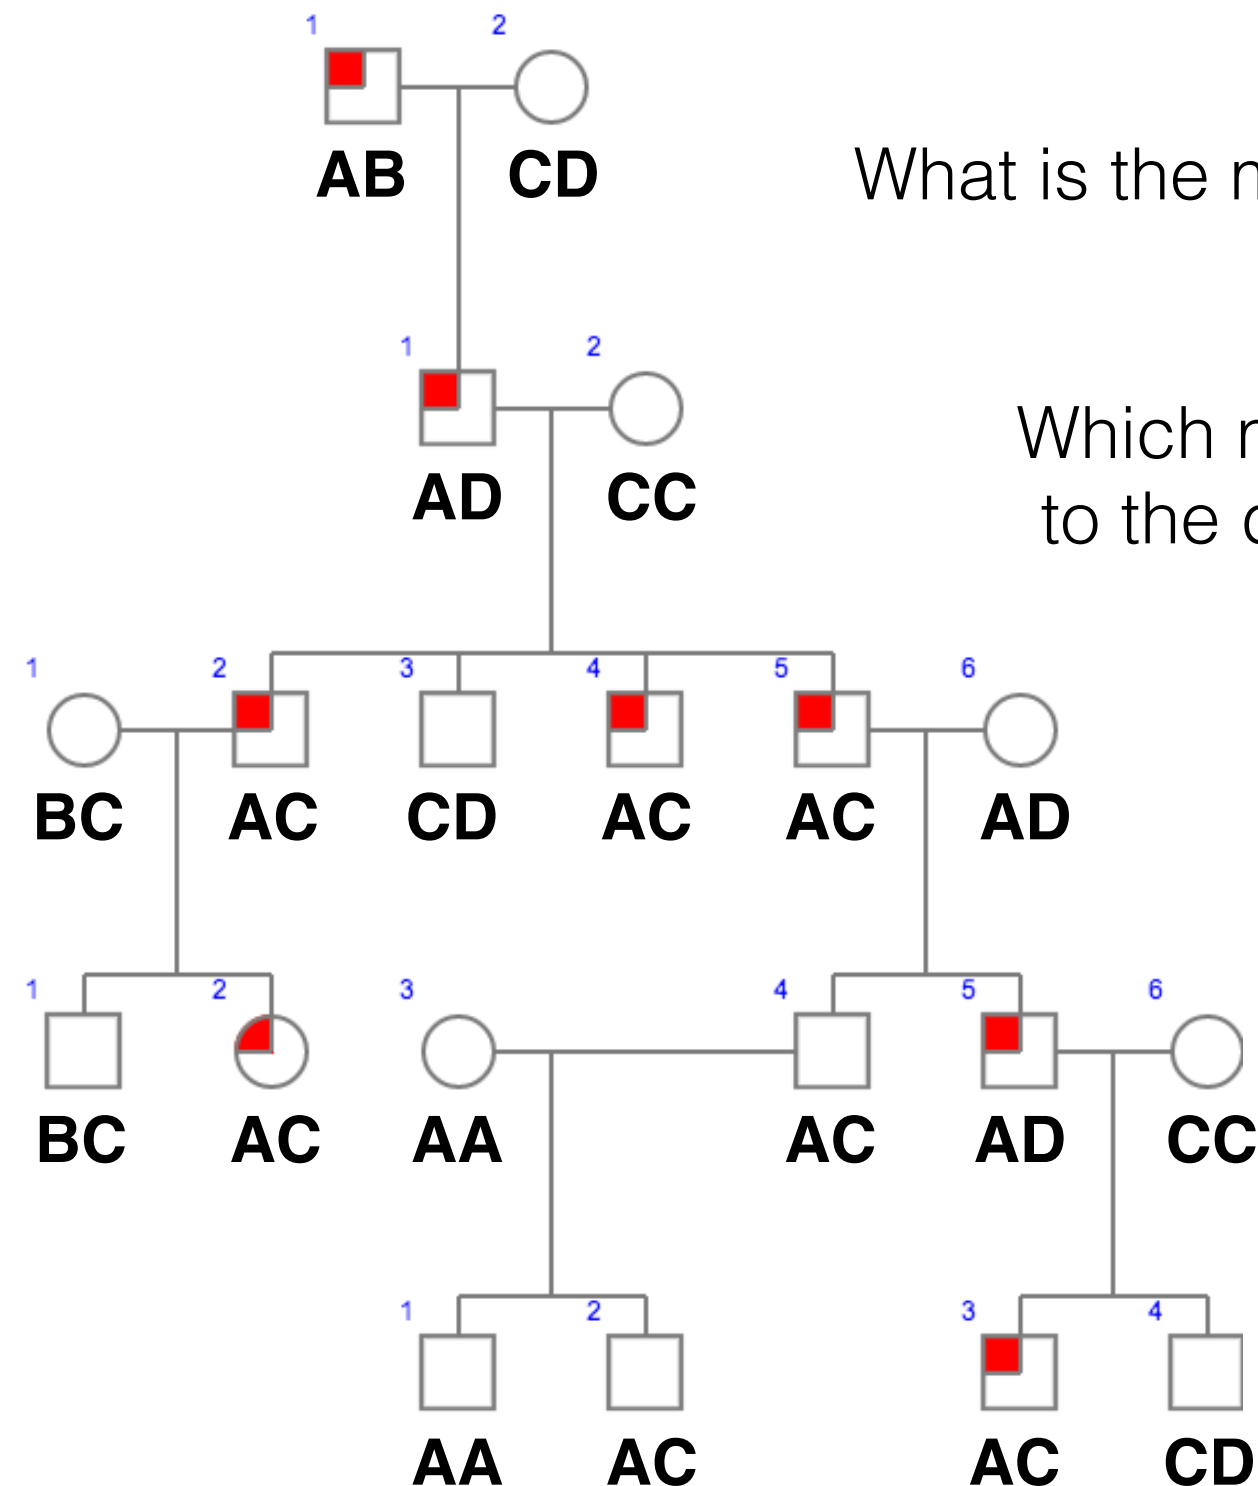 1 2
AB CD
What is the
1 2
AD CC
Which
to the
1 2 3 4 5 6
BC AC CD AC AC AD
1 2 3 4 5 6
BC AC AA AC AD CC
1 2 3 4
AA AC AC CD